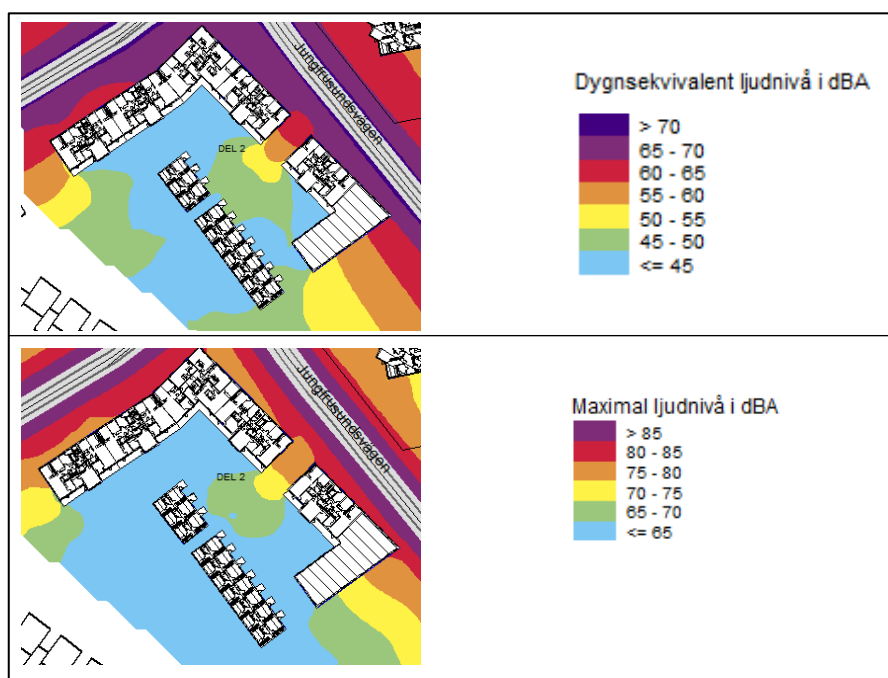 Jungfrusundsvägen
DEL 2
Dygnsekvivalent ljudnivå i dBA
> 70
65 - 70
60 - 65
55 - 60
50 - 55
45 - 50
<= 45
Jungfrusundsvägen
DEL 2
Maximal ljudnivå i dBA
> 85
80 - 85
75 - 80
70 - 75
65 - 70
<= 65